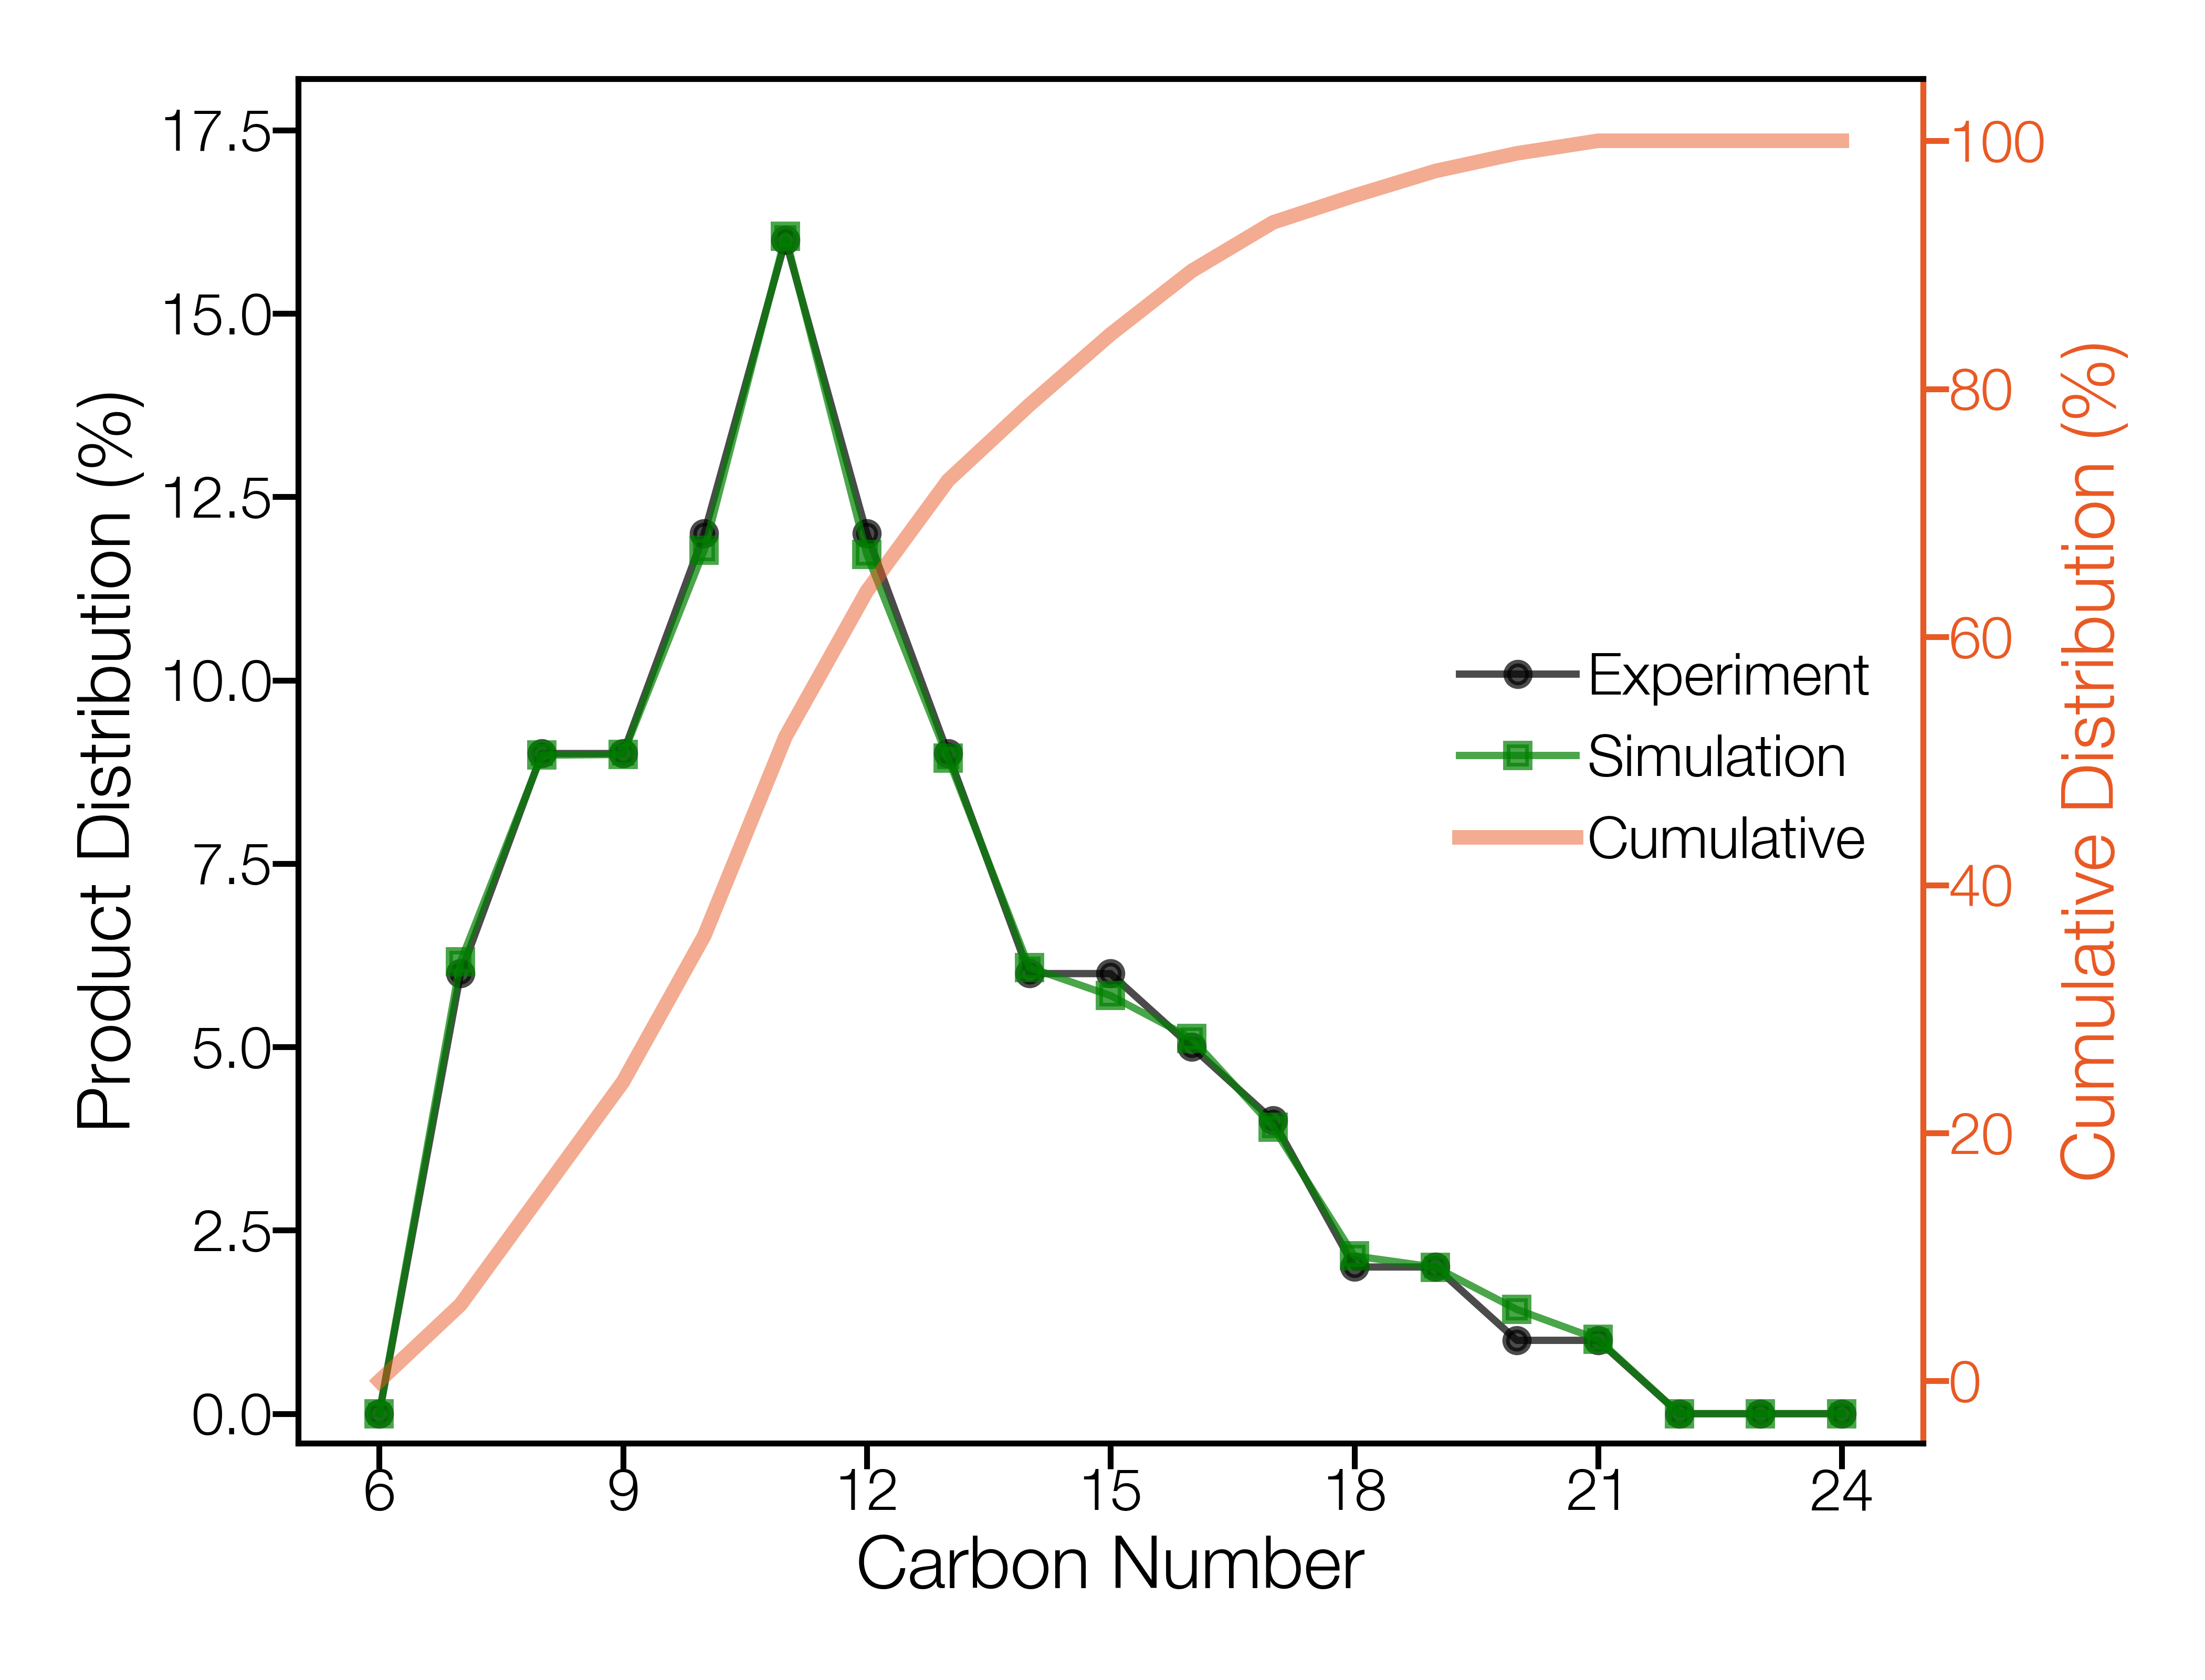 Product Distribution (%)
17.5
15.0
12.5
10.0
7.5
5.0
2.5
0.0
6 9 12 15 18 21 24
Carbon Number
Experiment
Simulation
Cumulative
100
80
60
40
20
0
Cumulative Distribution (%)